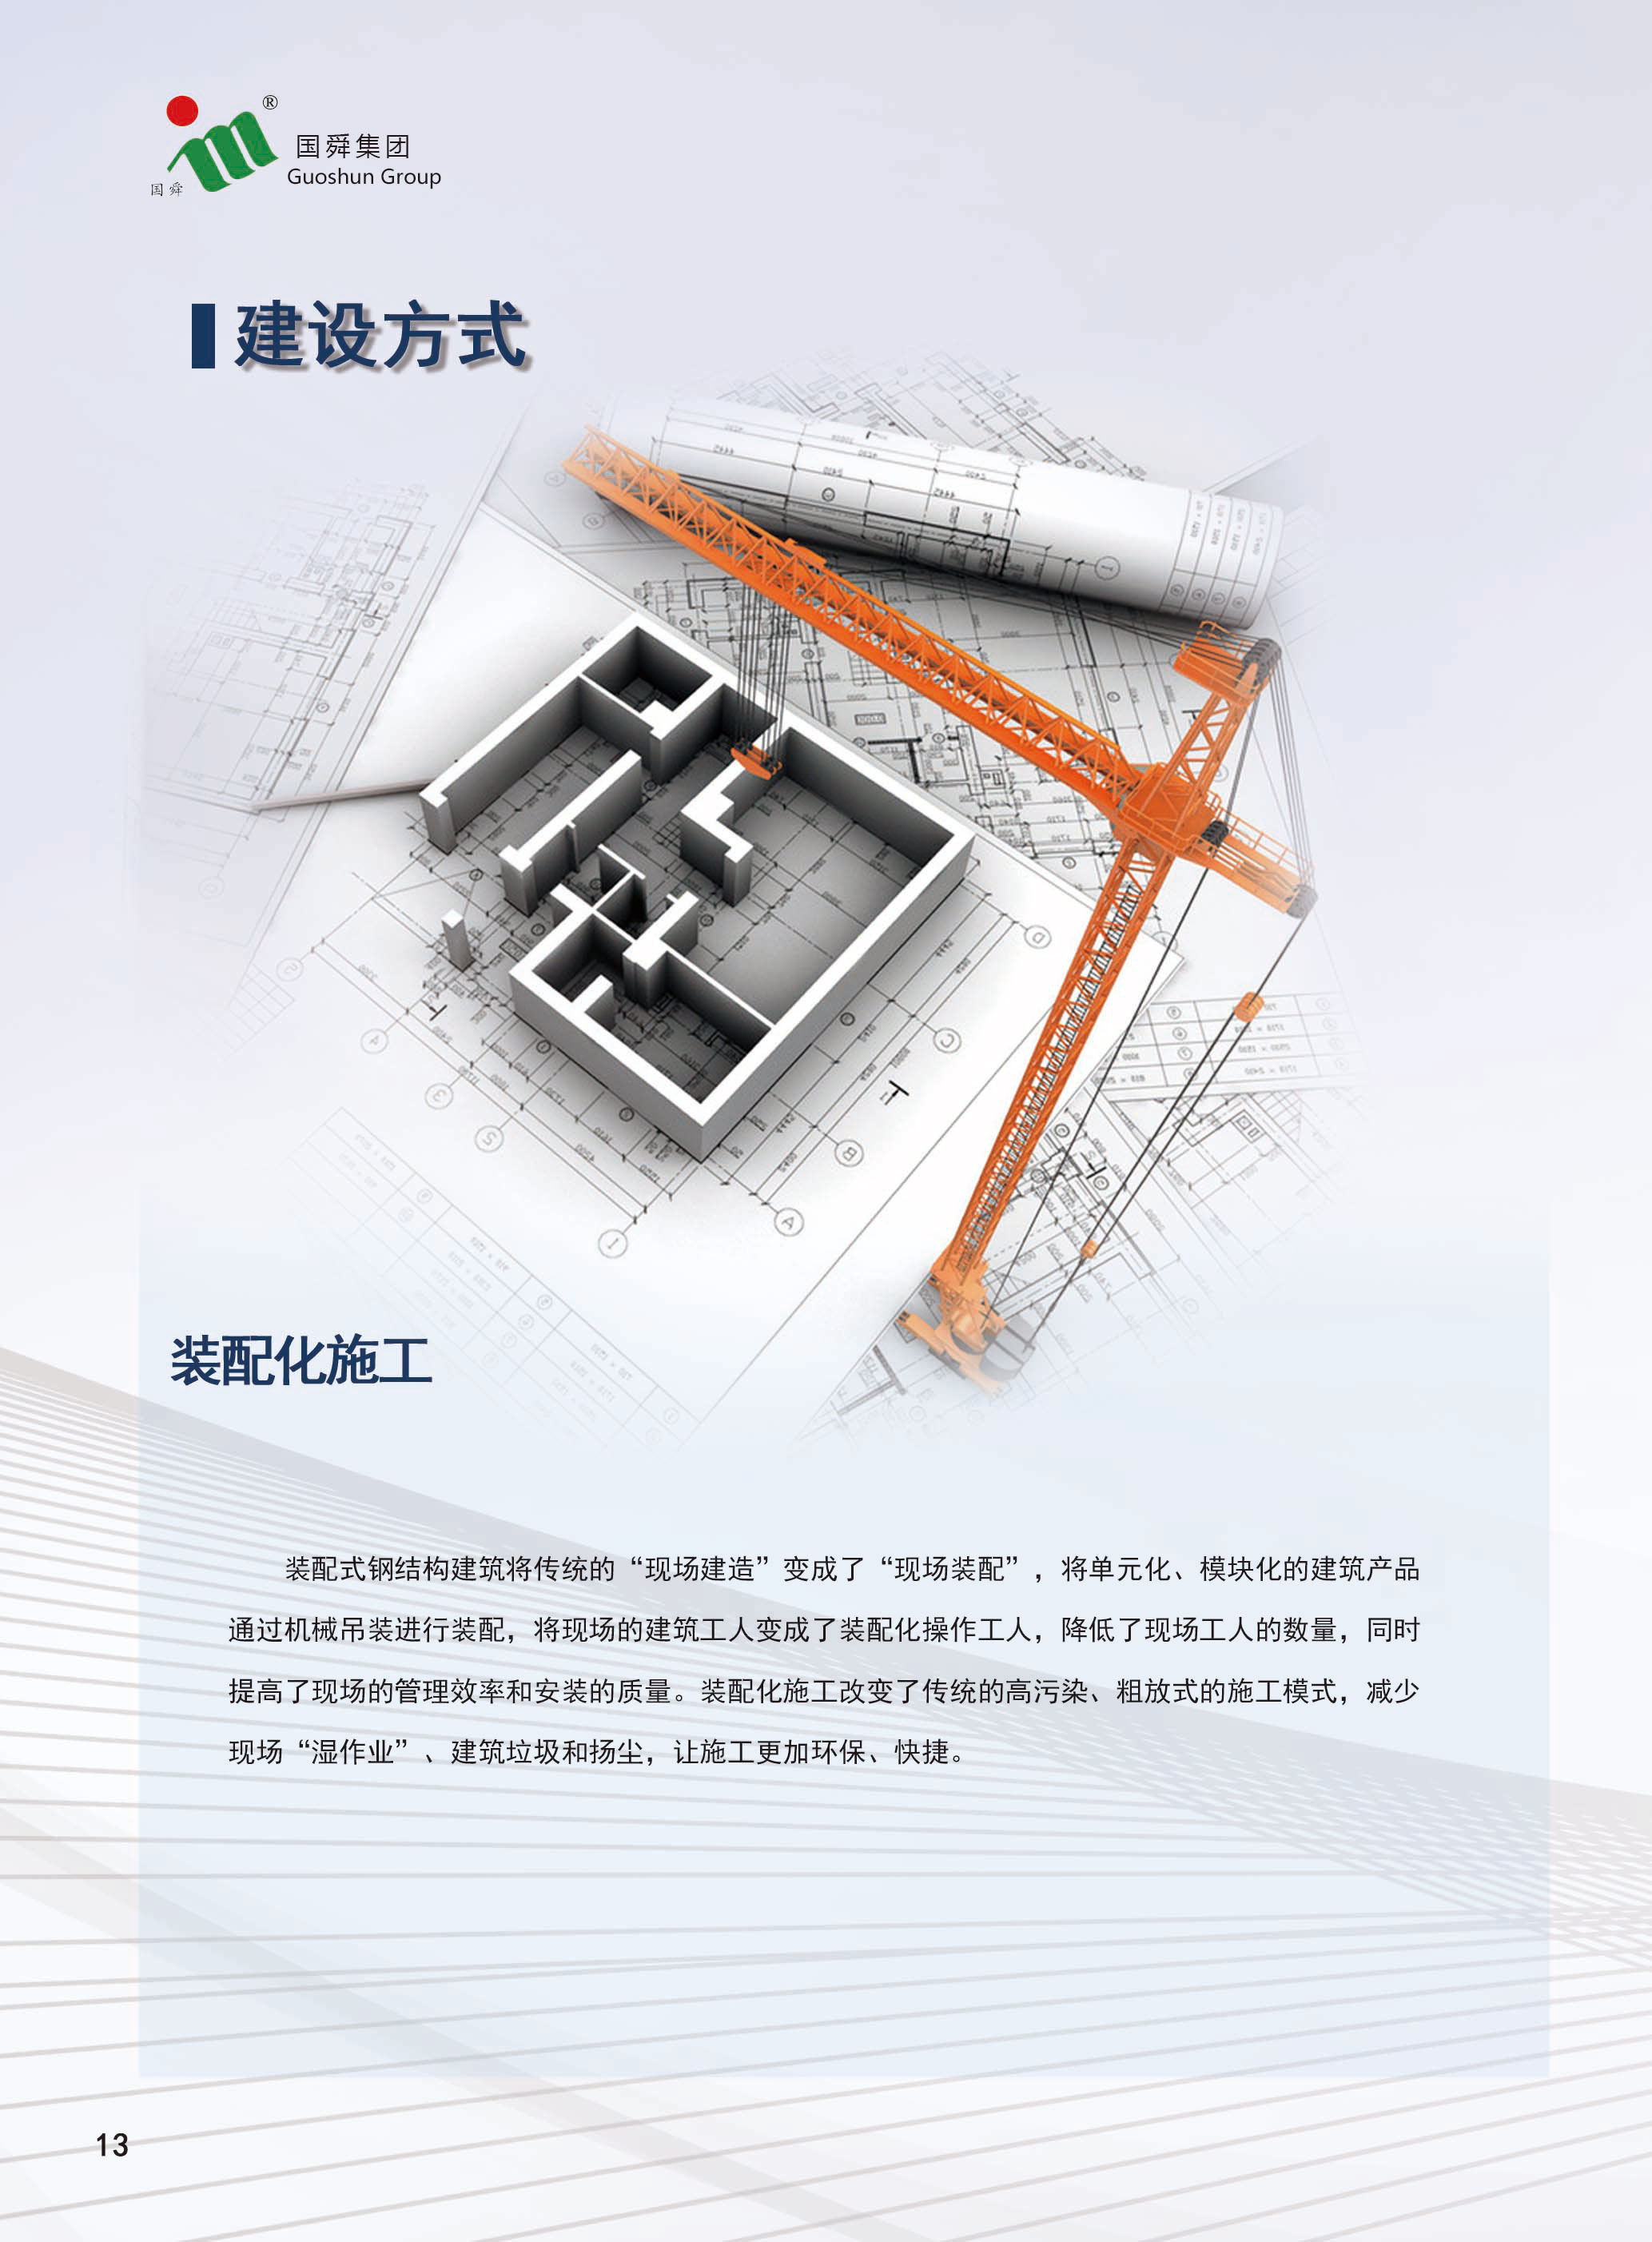 ®
国舜集团
Guoshun Group
国舜
建设方式
装配化施工
装配式钢结构建筑将传统的“现场建造”变成了“现场装配”，将单元化、模块化的建筑产品
通过机械吊装进行装配，将现场的建筑工人变成了装配化操作工人，降低了现场工人的数量，同时
提高了现场的管理效率和安装的质量。装配化施工改变了传统的高污染、粗放式的施工模式，减少
现场“湿作业”、建筑垃圾和扬尘，让施工更加环保、快捷。
13